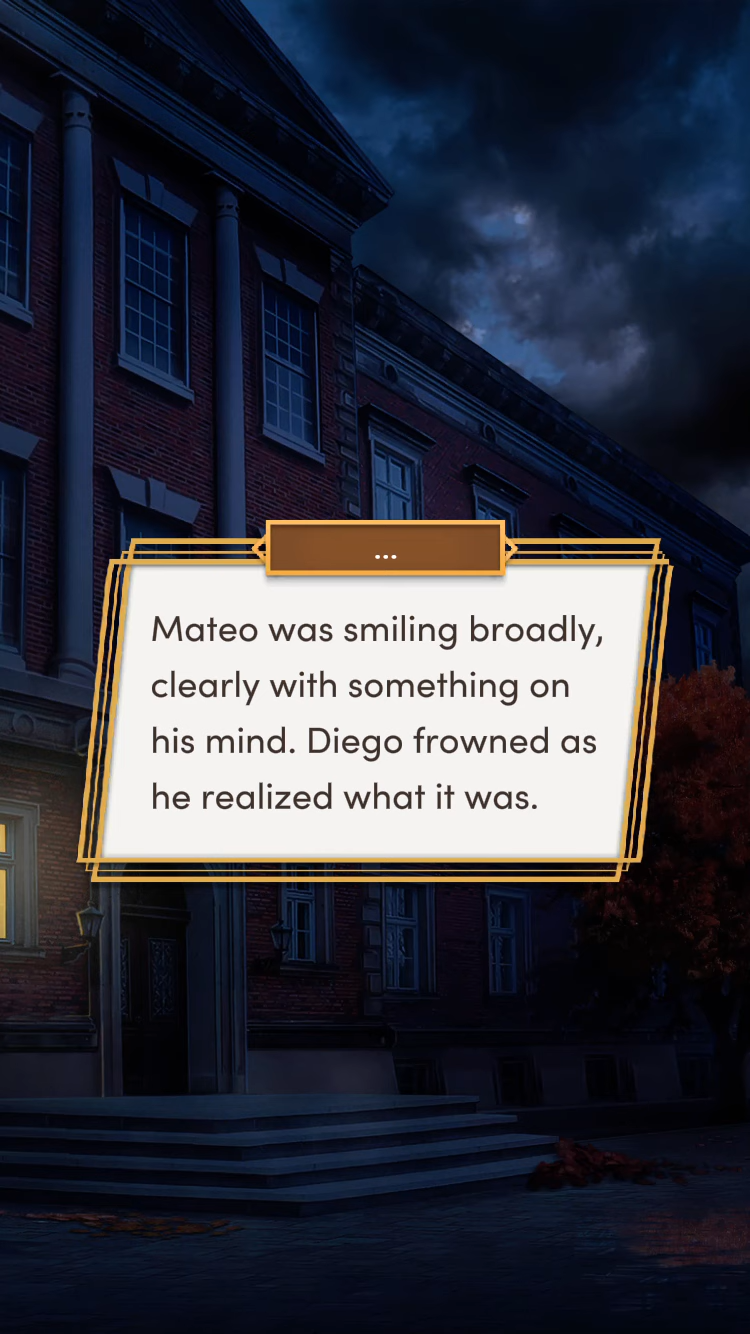 ...
Mateo was smiling broadly,
clearly with something on
his mind. Diego frowned as
he realized what it was.